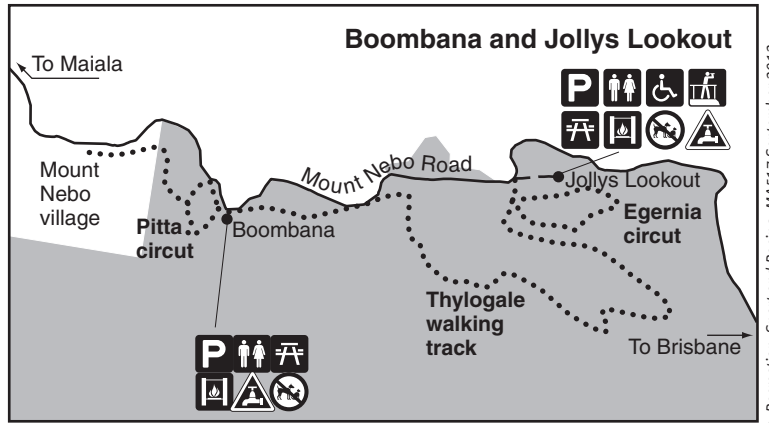 Boombana and Jollys Lookout
To Maiala
P
Mount Nebo Road
Mount
Nebo
village
Jollys Lookout
Pitta
circut
Boombana
Egernia
circut
Thylogale
walking
track
P
To Brisbane